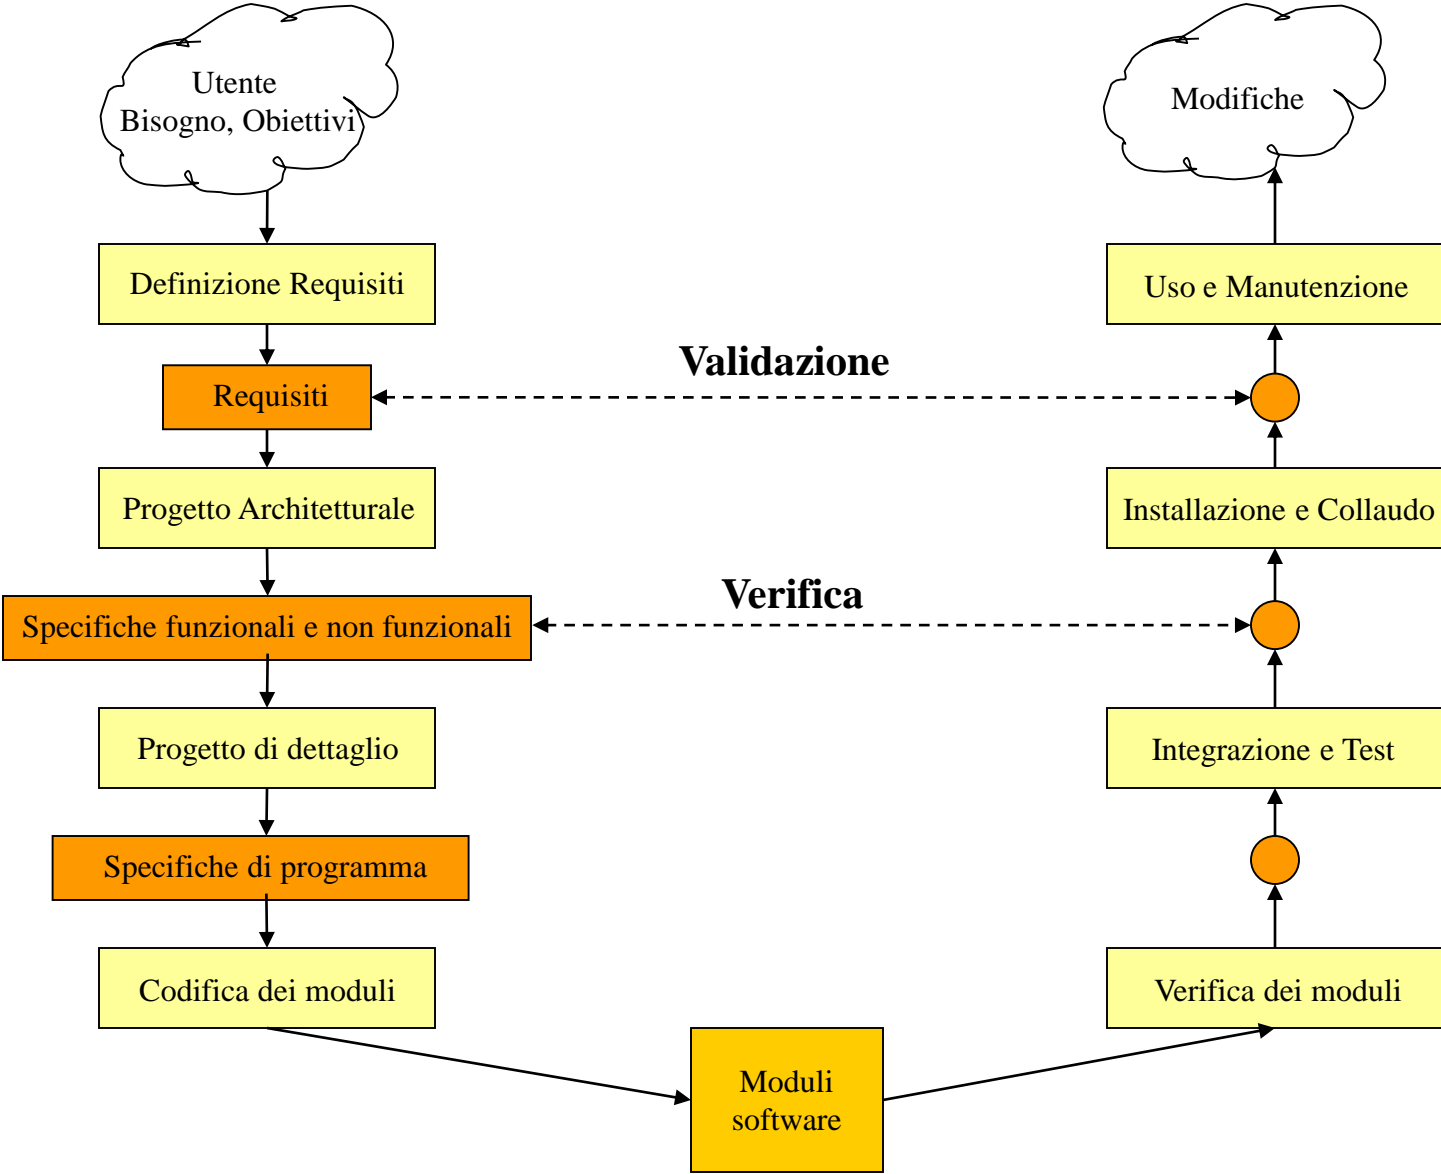 Utente
Bisogno, Obiettivi
Modifiche
Definizione Requisiti
Uso e Manutenzione
Validazione
Requisiti
Progetto Architetturale
Installazione e Collaudo
Verifica
Specifiche funzionali e non funzionali
Progetto di dettaglio
Integrazione e Test
Specifiche di programma
Codifica dei moduli
Verifica dei moduli
Moduli
software